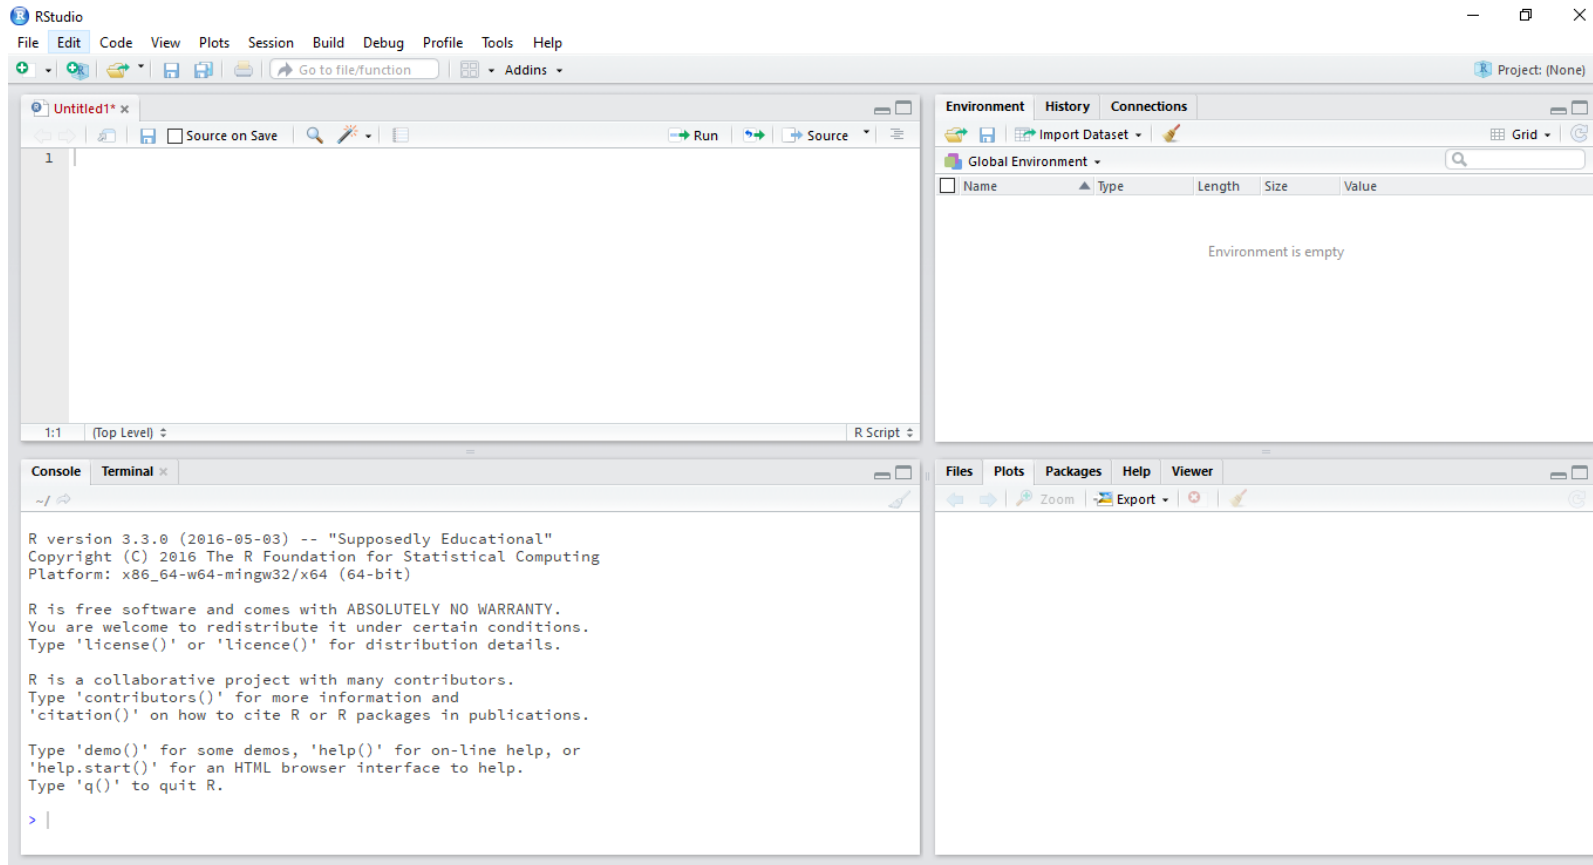 RStudio
File Edit Code View Plots Session Build Debug Profile Tools Help
Go to file/function Addins Project: (None)
Untitled1*
Source on Save Run Source
1
1:1 (Top Level) R Script
Environment History Connections
Import Dataset Grid
Global Environment
Name Type Length Size Value
Environment is empty
Console Terminal
~/
R version 3.3.0 (2016-05-03) -- "Supposedly Educational"
Copyright (C) 2016 The R Foundation for Statistical Computing
Platform: x86_64-w64-mingw32/x64 (64-bit)
R is free software and comes with ABSOLUTELY NO WARRANTY.
You are welcome to redistribute it under certain conditions.
Type 'license()' or 'licence()' for distribution details.
R is a collaborative project with many contributors.
Type 'contributors()' for more information and
'citation()' on how to cite R or R packages in publications.
Type 'demo()' for some demos, 'help()' for on-line help, or
'help.start()' for an HTML browser interface to help.
Type 'q()' to quit R.
>
Files Plots Packages Help Viewer
Zoom Export